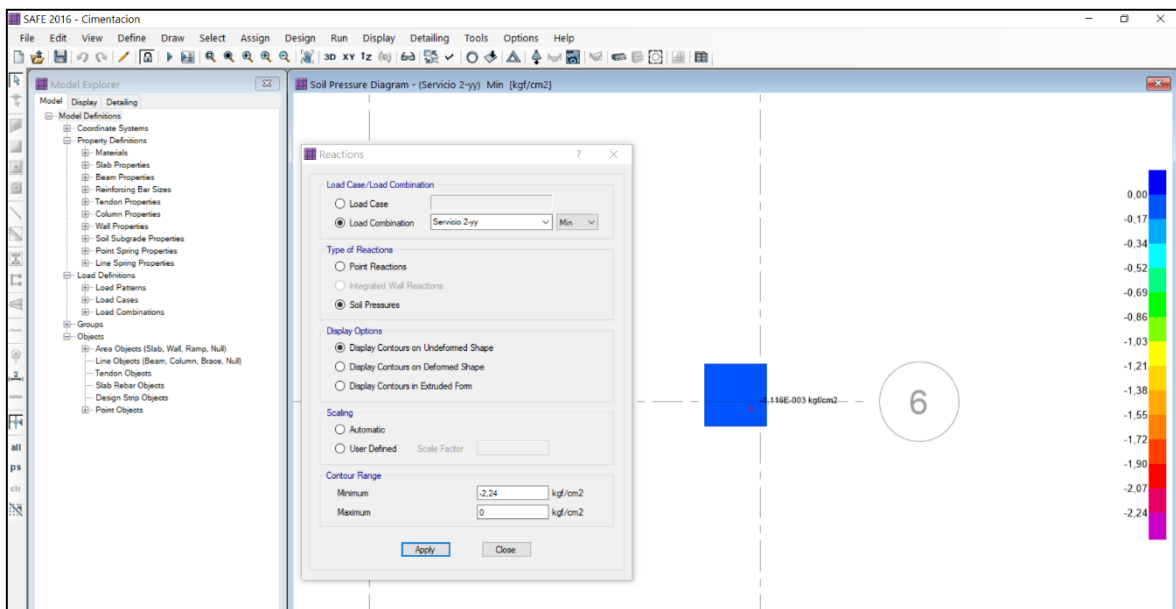 SAFE 2016 - Cimentacion
File Edit View Define Draw Select Assign Design Run Display Detailing Tools Options Help
3D XY
Model Explorer
Model Display Detailing
Model Definitions
Coordinate Systems
Property Definitions
Materials
Slab Properties
Beam Properties
Reinforcing Bar Sizes
Tendon Properties
Column Properties
Wall Properties
Soil Subgrade Properties
Point Spring Properties
Line Spring Properties
Load Definitions
Load Patterns
Load Cases
Load Combinations
Groups
Objects
Area Objects (Slab, Wall, Ramp, Null)
Line Objects (Beam, Column, Brace, Null)
Tendon Objects
Slab Rebar Objects
Design Strip Objects
Point Objects
all
ps
clr
Soil Pressure Diagram - (Servicio 2-yy) Min [kgf/cm2]
Reactions ?
Load Case/Load Combination
Load Case
Load Combination Servicio 2-yy Min
Type of Reactions
Point Reactions
Integrated Wall Reactions
Soil Pressures
Display Options
Display Contours on Undeformed Shape
Display Contours on Deformed Shape
Display Contours in Extruded Form
Scaling
Automatic
User Defined Scale Factor
Contour Range
Minimum -2,24 kgf/cm2
Maximum 0 kgf/cm2
Apply Close
-1,116E-003 kgf/cm2
6
0,00
-0,17
-0,34
-0,52
-0,69
-0,86
-1,03
-1,21
-1,38
-1,55
-1,72
-1,90
-2,07
-2,24